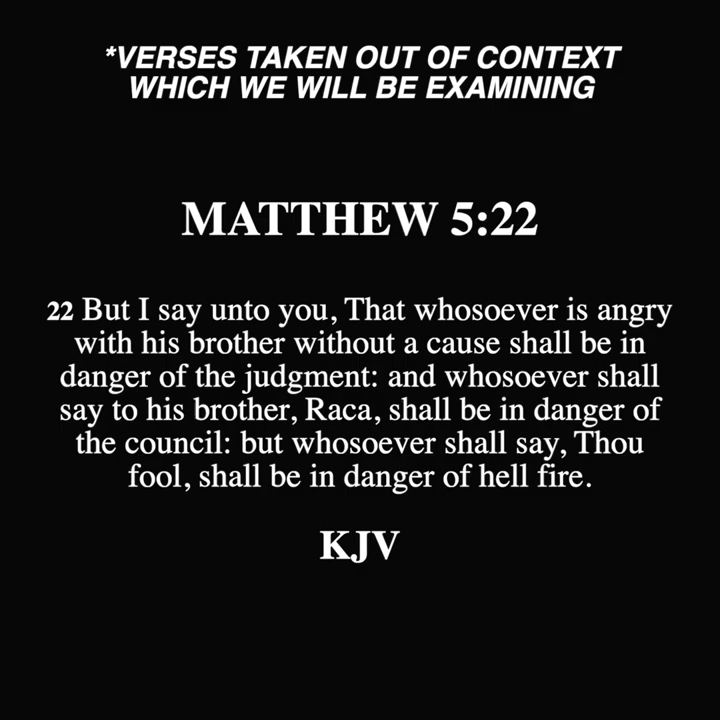 *VERSES TAKEN OUT OF CONTEXT
WHICH WE WILL BE EXAMINING
MATTHEW 5:22
22 But I say unto you, That whosoever is angry
with his brother without a cause shall be in
danger of the judgment: and whosoever shall
say to his brother, Raca, shall be in danger of
the council: but whosoever shall say, Thou
fool, shall be in danger of hell fire.
KJV